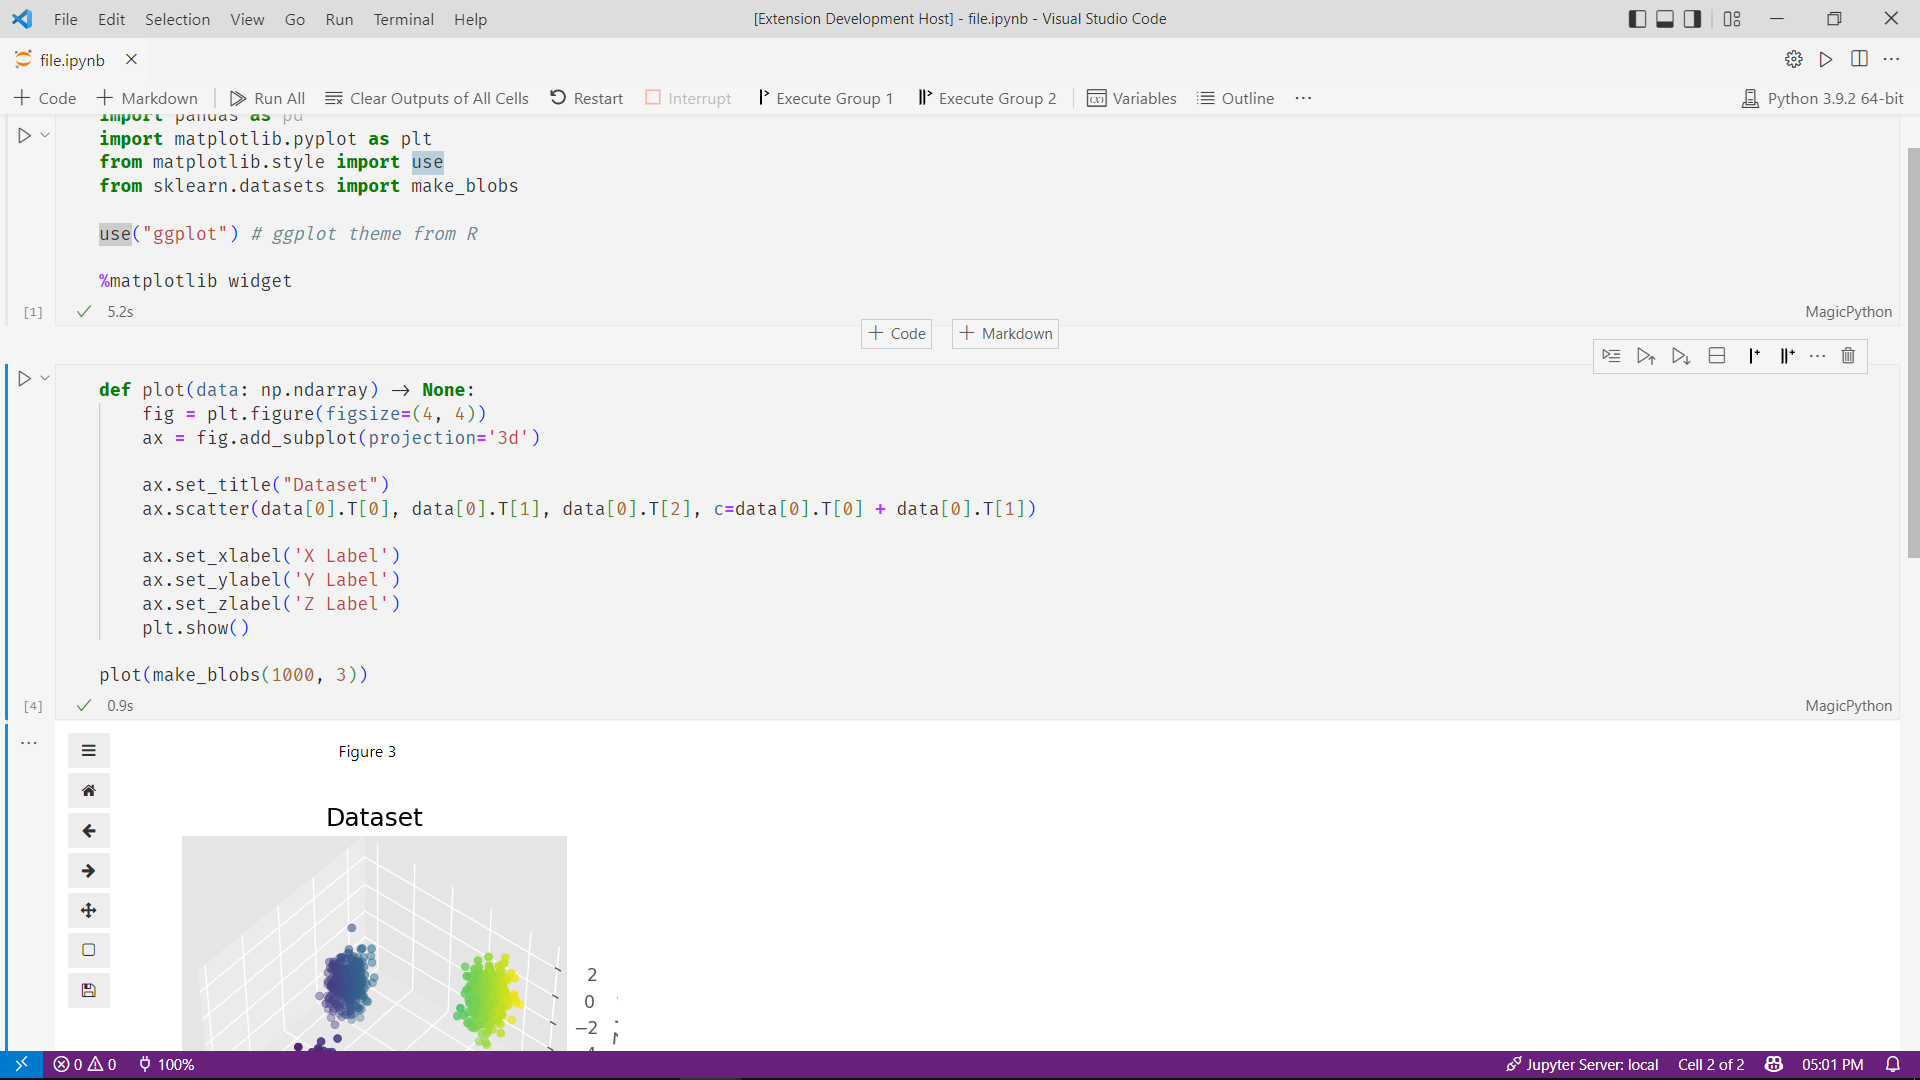 File Edit Selection View Go Run Terminal Help [Extension Development Host] - file.ipynb - Visual Studio Code
file.ipynb
Code Markdown Run All Clear Outputs of All Cells Restart Interrupt Execute Group 1 Execute Group 2 Variables Outline ... Python 3.9.2 64-bit
import pandas as pd
import matplotlib.pyplot as plt
from matplotlib.style import use
from sklearn.datasets import make_blobs
use("ggplot") # ggplot theme from R
%matplotlib widget
[1] 5.2s MagicPython
Code Markdown
def plot(data: np.ndarray) → None:
fig = plt.figure(figsize=(4, 4))
ax = fig.add_subplot(projection='3d')
ax.set_title("Dataset")
ax.scatter(data[0].T[0], data[0].T[1], data[0].T[2], c=data[0].T[0] + data[0].T[1])
ax.set_xlabel('X Label')
ax.set_ylabel('Y Label')
ax.set_zlabel('Z Label')
plt.show()
plot(make_blobs(1000, 3))
[4] 0.9s MagicPython
Figure 3
Dataset
2
0
−2
0 0 100% Jupyter Server: local Cell 2 of 2 05:01 PM